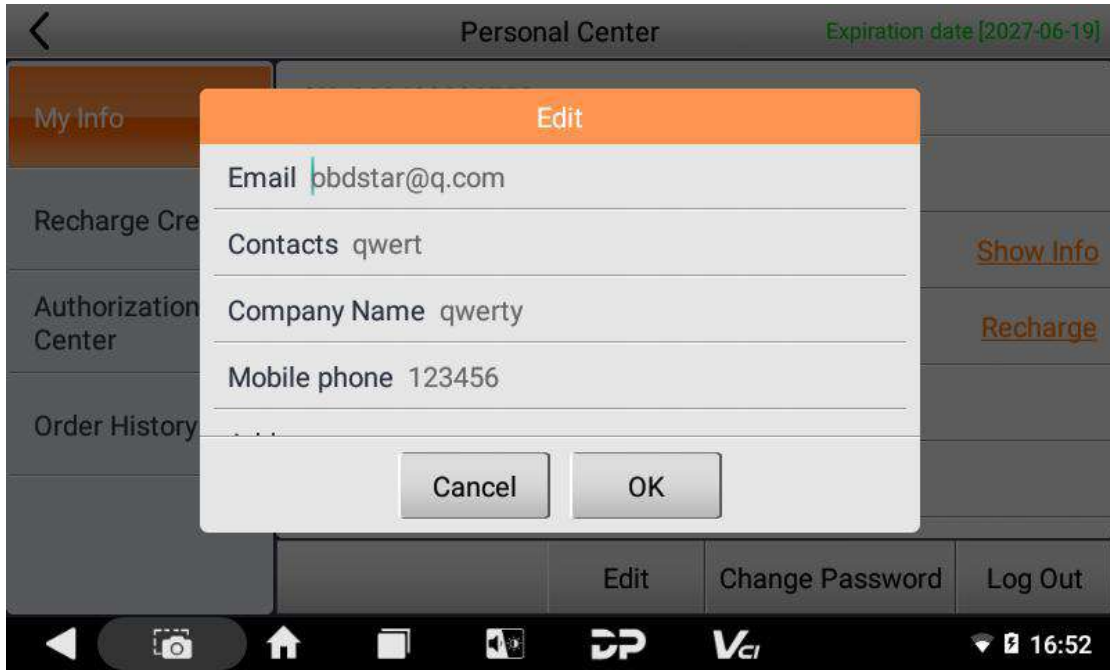 Personal Center
Expiration date [2027-06-19]
My Info
Edit
Email obdstar@q.com
Recharge Cre
Contacts qwert
Show Info
Authorization
Center
Company Name qwerty
Recharge
Mobile phone 123456
Order History
Cancel
OK
Edit
Change Password
Log Out
DP
VCI
16:52